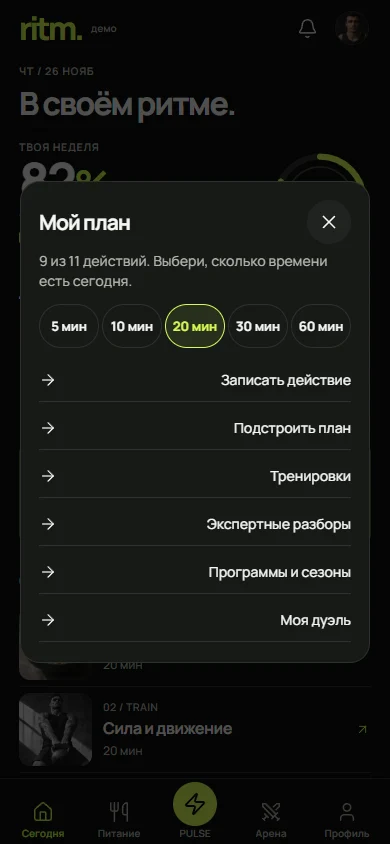 ritm. демо
ЧТ / 26 НОЯБ
В своём ритме.
ТВОЯ НЕДЕЛЯ
82%
Мой план
9 из 11 действий. Выбери, сколько времени
есть сегодня.
5 мин 10 мин 20 мин 30 мин 60 мин
Записать действие
Подстроить план
Тренировки
Экспертные разборы
Программы и сезоны
Моя дуэль
20 мин
02 / TRAIN
Сила и движение
20 мин
Сегодня Питание PULSE Арена Профиль